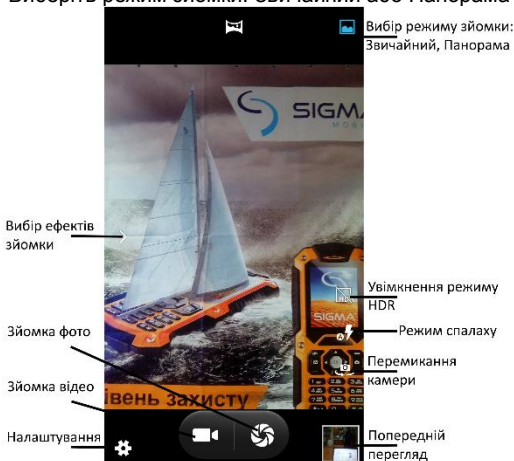 Виберіть режим зйомки: Звичайний або Панорама
Вибір режиму зйомки:
Звичайний, Панорама
SIGMA
MOBILE
Вибір ефектів
зйомки
SIGMA
Увімкнення режиму
HDR
Режим спалаху
Зйомка фото
Перемикання
камери
Зйомка відео
івень захисту
Налаштування
Попередній
перегляд